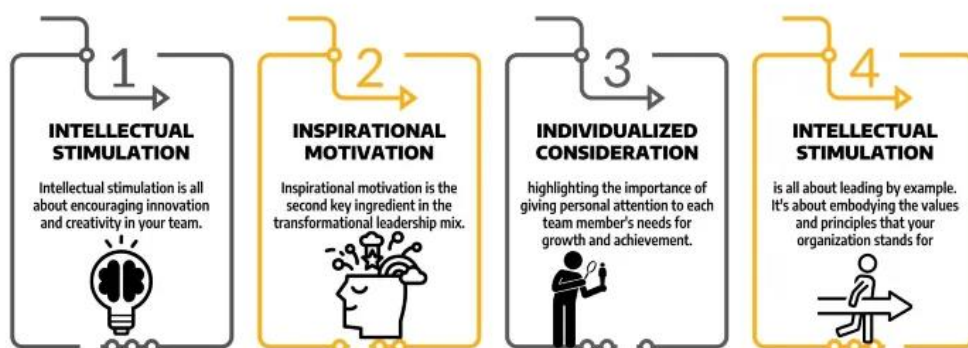 1
INTELLECTUAL
STIMULATION
Intellectual stimulation is all
about encouraging innovation
and creativity in your team.
2
INSPIRATIONAL
MOTIVATION
Inspirational motivation is the
second key ingredient in the
transformational leadership mix.
3
INDIVIDUALIZED
CONSIDERATION
highlighting the importance of
giving personal attention to each
team member's needs for
growth and achievement.
4
INTELLECTUAL
STIMULATION
is all about leading by example.
It's about embodying the values
and principles that your
organization stands for